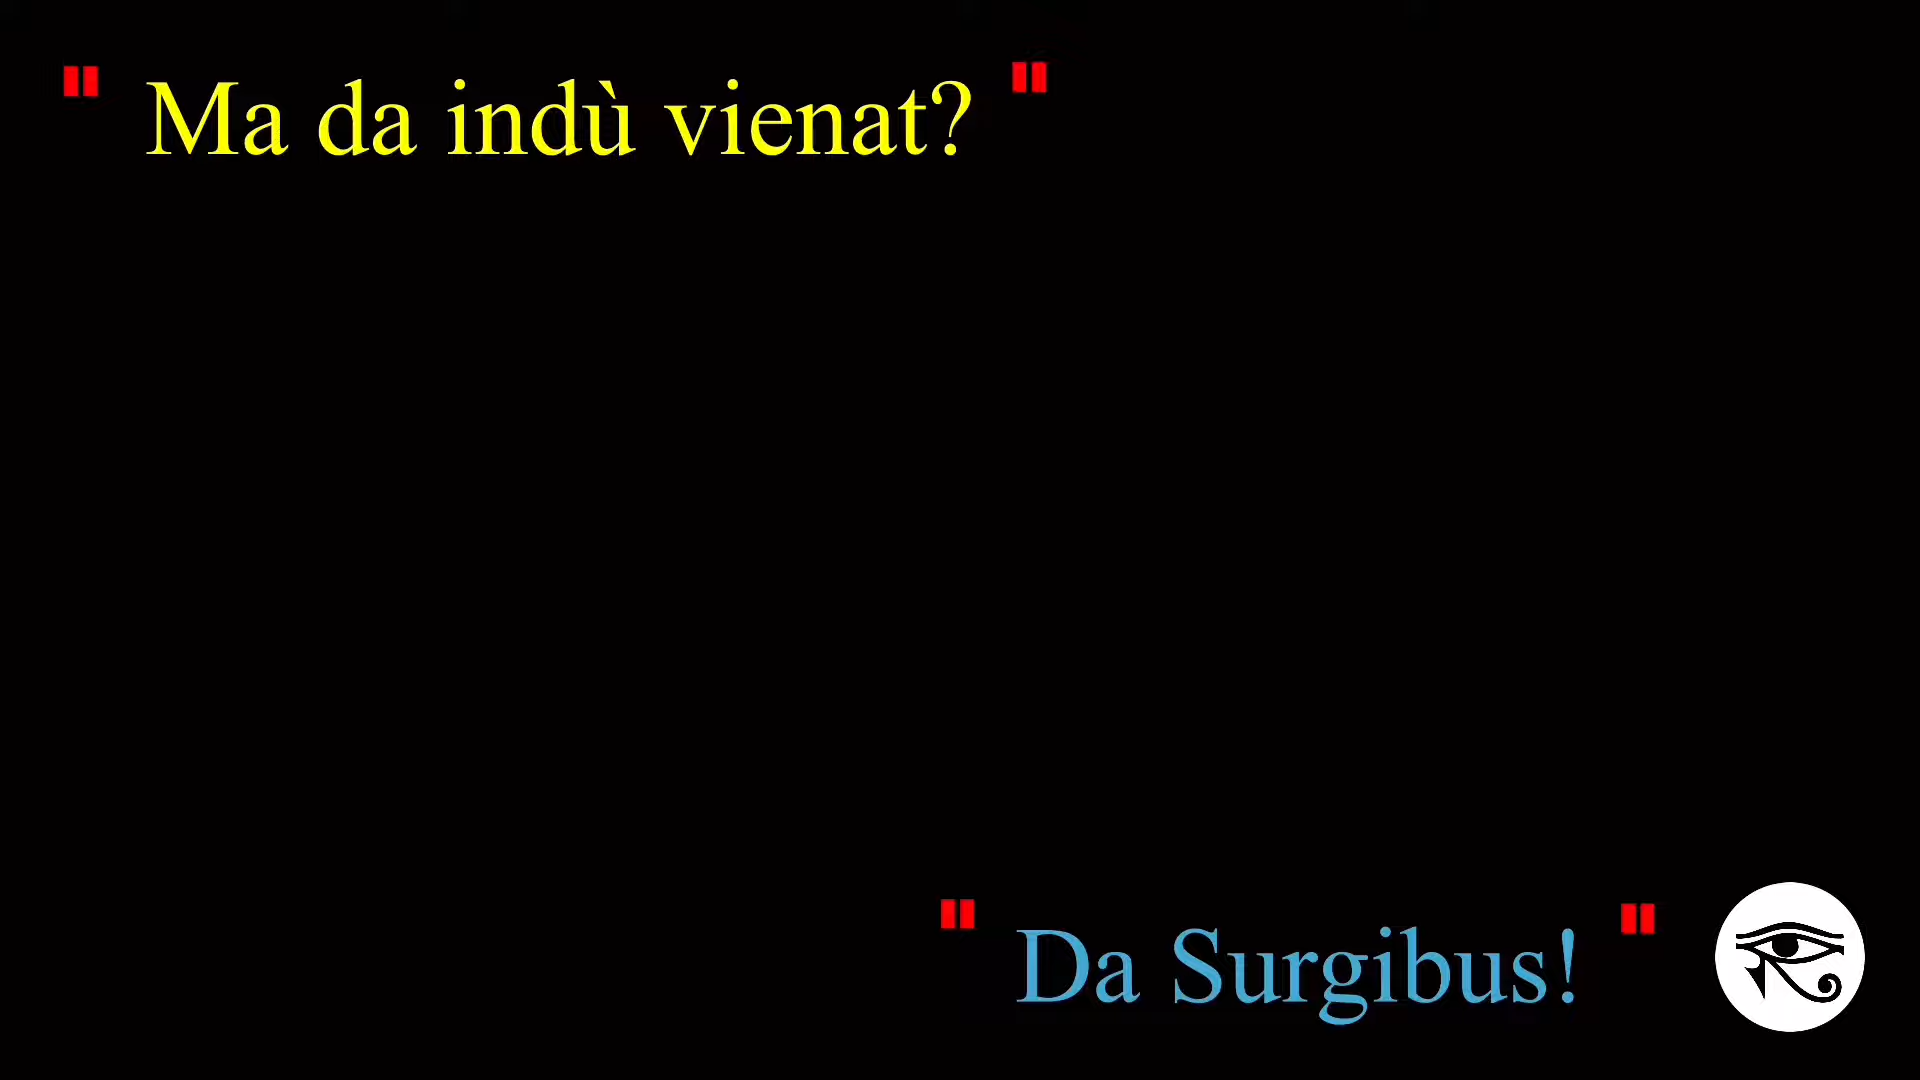 " Ma da indù vienat? "
" Da Surgibus! "